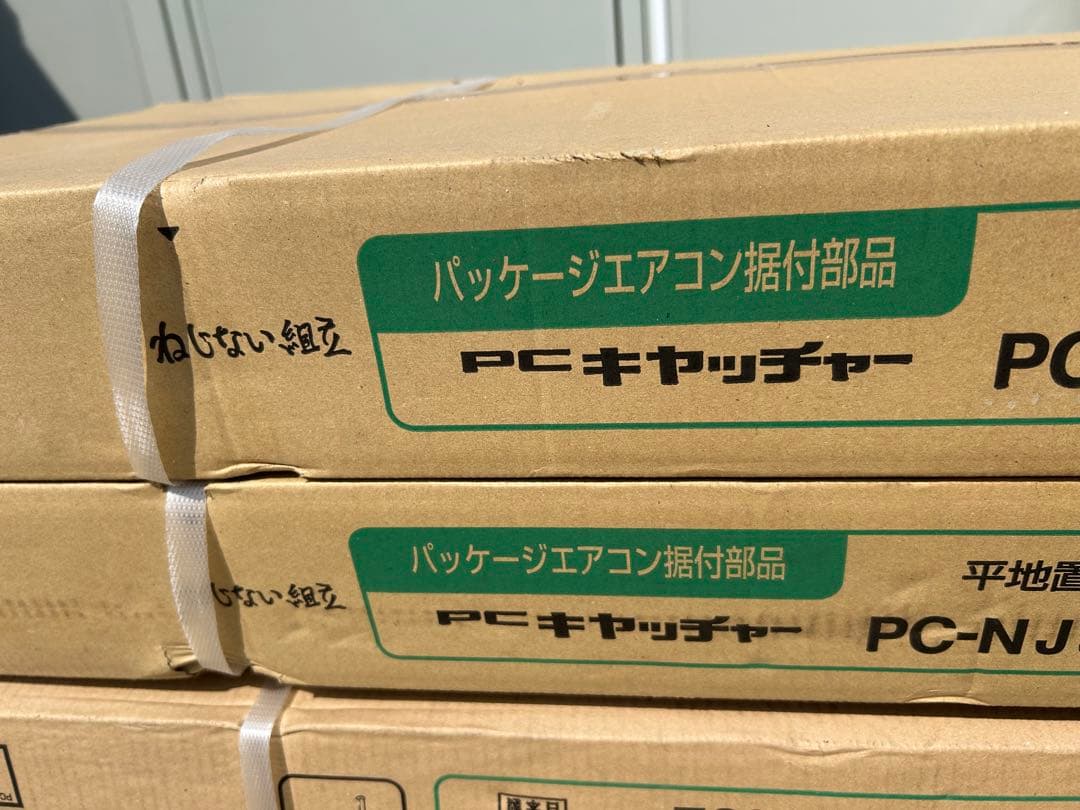 パッケージエアコン据付部品
ねじない組立
PCキャッチャー PC
パッケージエアコン据付部品
平地置
じない組立
PCキャッチャー PC-NJ